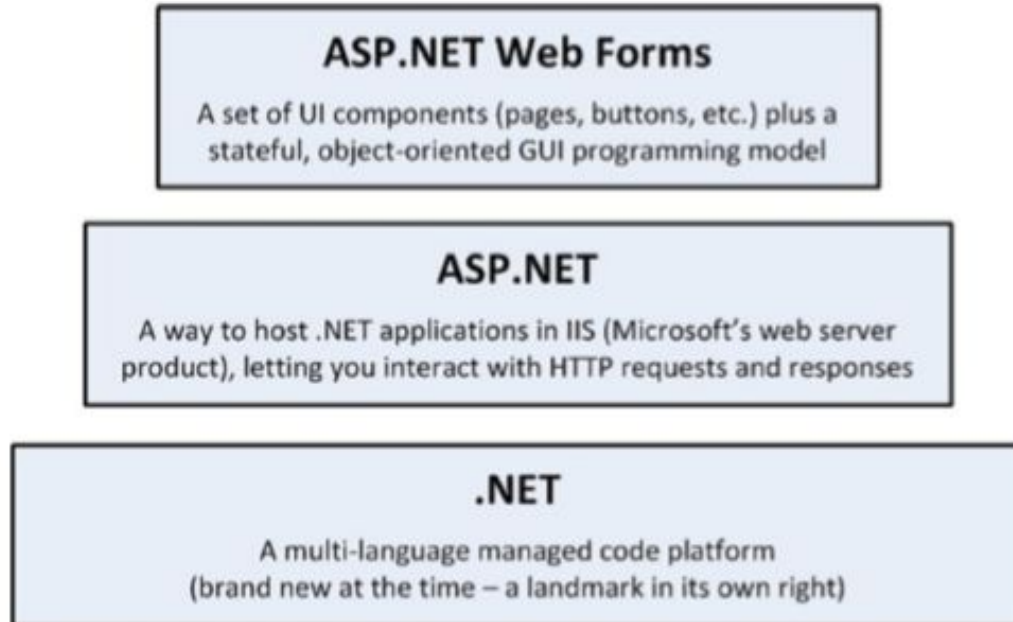 ASP.NET Web Forms
A set of UI components (pages, buttons, etc.) plus a
stateful, object-oriented GUI programming model
ASP.NET
A way to host .NET applications in IIS (Microsoft's web server
product), letting you interact with HTTP requests and responses
.NET
A multi-language managed code platform
(brand new at the time – a landmark in its own right)